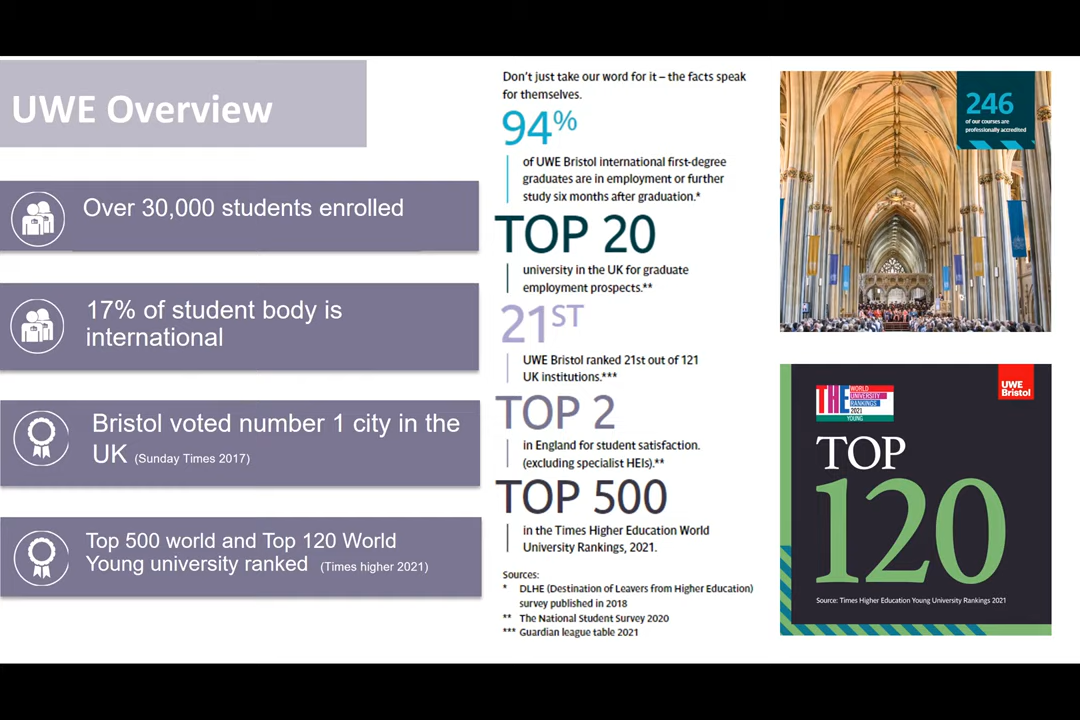 UWE Overview
Over 30,000 students enrolled
17% of student body is
international
Bristol voted number 1 city in the
UK (Sunday Times 2017)
Top 500 world and Top 120 World
Young university ranked (Times higher 2021)
Don't just take our word for it – the facts speak
for themselves.
94%
of UWE Bristol international first-degree
graduates are in employment or further
study six months after graduation.*
TOP 20
university in the UK for graduate
employment prospects.**
21ST
UWE Bristol ranked 21st out of 121
UK institutions.***
TOP 2
in England for student satisfaction.
(excluding specialist HEIs).**
TOP 500
in the Times Higher Education World
University Rankings, 2021.
Sources:
* DLHE (Destination of Leavers from Higher Education)
survey published in 2018
** The National Student Survey 2020
*** Guardian league table 2021
246
of our courses are
professionally accredited
UWE
Bristol
THE
WORLD
UNIVERSITY
RANKINGS
2021
YOUNG
TOP
120
Source: Times Higher Education Young University Rankings 2021